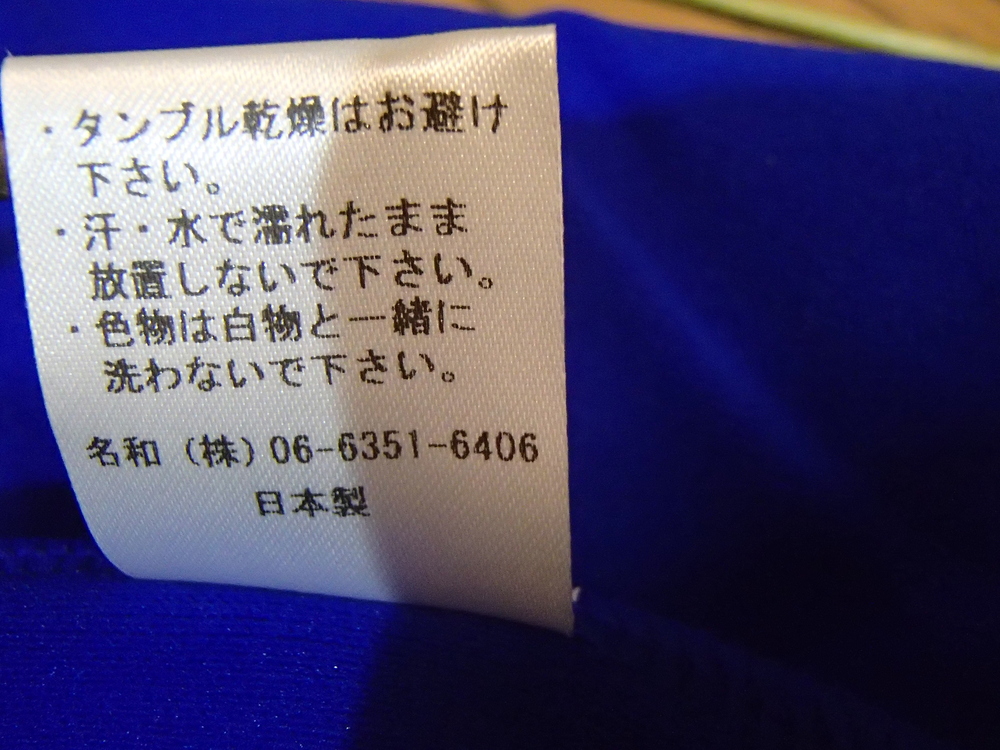 ・タンブル乾燥はお避け
下さい。
・汗・水で濡れたまま
放置しないで下さい。
・色物は白物と一緒に
洗わないで下さい。
名和（株）06-6351-6406
日本製